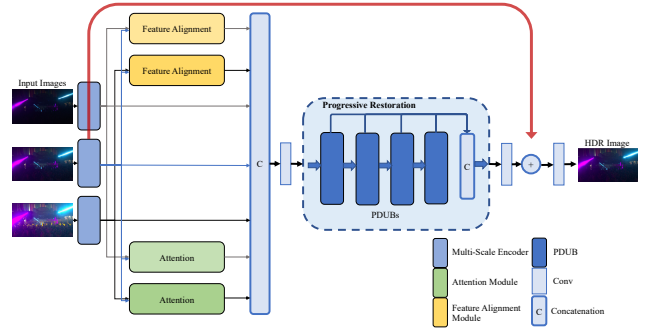 Feature Alignment
Feature Alignment
Input Images
Progressive Restoration
HDR Image
C
C
+
PDUBs
Attention
Attention
Multi-Scale Encoder
PDUB
Attention Module
Conv
Feature Alignment
Module
C
Concatenation